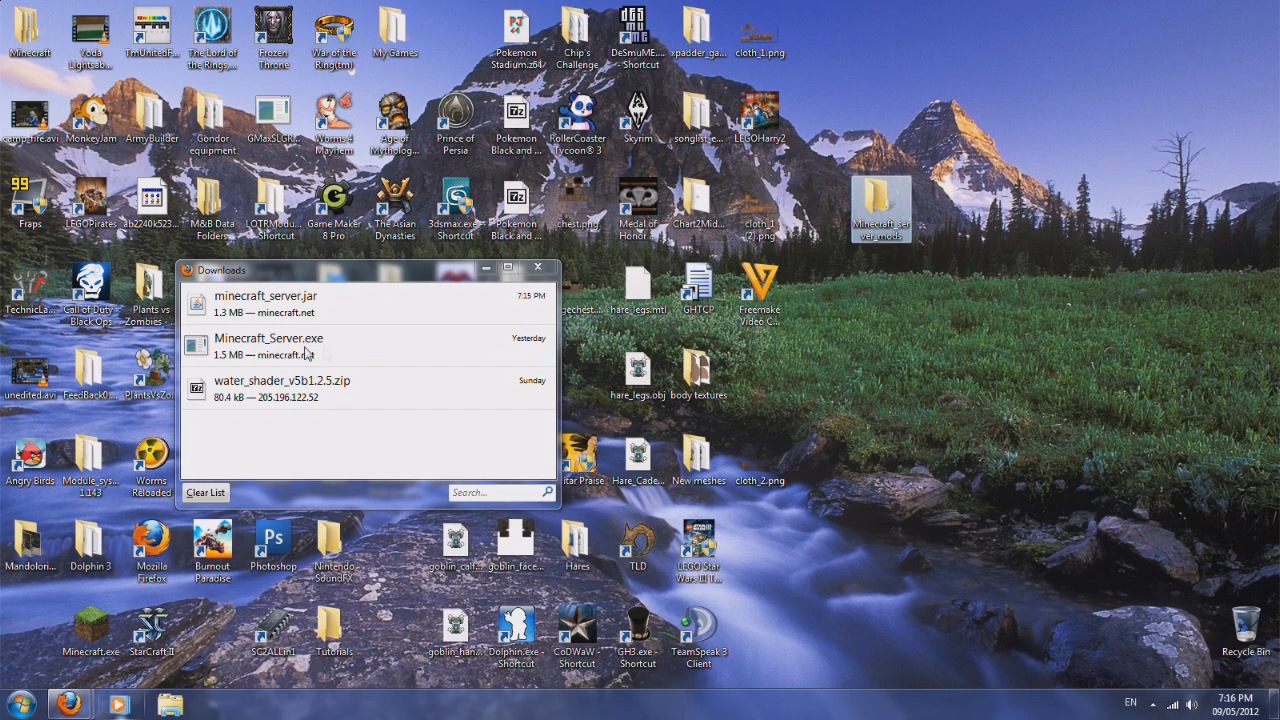 Minecraft
Yoda
Lightsab...
TmUnitedF...
The Lord of
the Rings,...
Frozen
Throne
War of the
Ring(tm)
My Games
Pokemon
Stadium.z64
Chip's
Challenge
DeSmuME...
- Shortcut
xpadder_ga...
cloth_1.png
camp_fire.avi
MonkeyJam
ArmyBuilder
Gondor
equipment
GMaxSLGR...
Worms 4
Mayhem
Age of
Mytholog...
Prince of
Persia
Pokemon
Black and ...
RollerCoaster
Tycoon® 3
Skyrim
songlist_e...
LEGOHarry2
99
Fraps
LEGOPirates
ab2240k523...
M&B Data
Folders
LOTRModu...
- Shortcut
Game Maker
8 Pro
The Asian
Dynasties
3dsmax.exe -
Shortcut
Pokemon
Black and ...
chest.png
Medal of
Honor ...
Chart2Mid...
cloth_1
(2).png
Minecraft_ser
ver_mods
Downloads
minecraft_server.jar
7:15 PM
1.3 MB — minecraft.net
Minecraft_Server.exe
Yesterday
1.5 MB — minecraft.net
water_shader_v5b1.2.5.zip
Sunday
80.4 kB — 205.196.122.52
Clear List
Search...
TechnicLa...
Call of Duty
Black Ops
Plants vs
Zombies - ...
hare_legs.mtl
GHTCP
Freemake
Video C...
unedited.avi
FeedBack0....
PlantsVsZo...
hare_legs.obj
body textures
Angry Birds
Module_sys...
1.143
Worms
Reloaded
Hare_Cade...
New meshes
cloth_2.png
Mandolori...
Dolphin 3
Mozilla
Firefox
Burnout
Paradise
Ps
Photoshop
Nintendo
SoundFX
goblin_calf...
goblin_face...
Hares
TLD
LEGO Star
Wars III T...
Minecraft.exe
StarCraft II
SC2ALLin1
Tutorials
goblin_han...
Dolphin.exe -
Shortcut
CoDWaW -
Shortcut
GH3.exe -
Shortcut
TeamSpeak 3
Client
Recycle Bin
EN
7:16 PM
09/05/2012